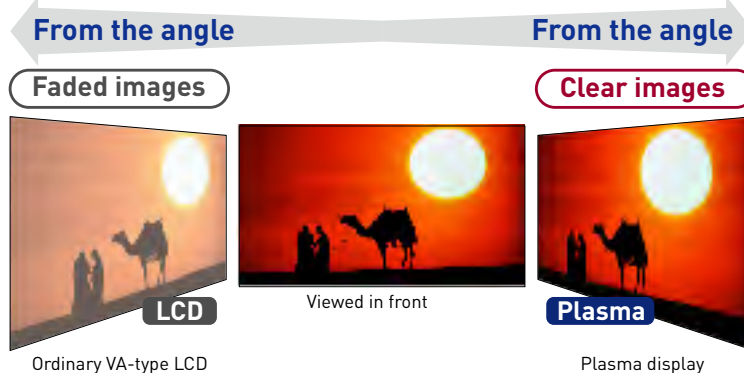 From the angle
From the angle
Faded images
Clear images
LCD
Viewed in front
Plasma
Ordinary VA-type LCD
Plasma display